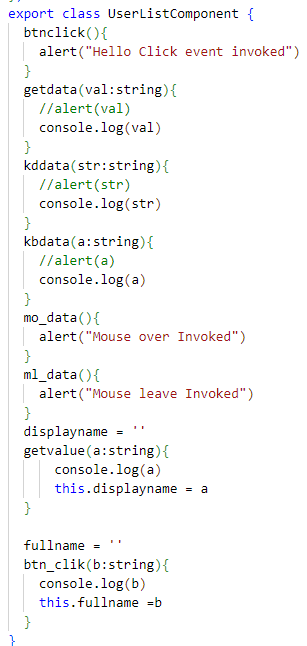 export class UserListComponent {
  btnclick(){
    alert("Hello Click event invoked")
  }
  getdata(val:string){
    //alert(val)
    console.log(val)
  }
  kddata(str:string){
    //alert(str)
    console.log(str)
  }
  kbdata(a:string){
    //alert(a)
    console.log(a)
  }
  mo_data(){
    alert("Mouse over Invoked")
  }
  ml_data(){
    alert("Mouse leave Invoked")
  }
  displayname = ''
  getvalue(a:string){
      console.log(a)
      this.displayname = a
  }

  fullname = ''
  btn_clik(b:string){
    console.log(b)
    this.fullname =b
  }
}